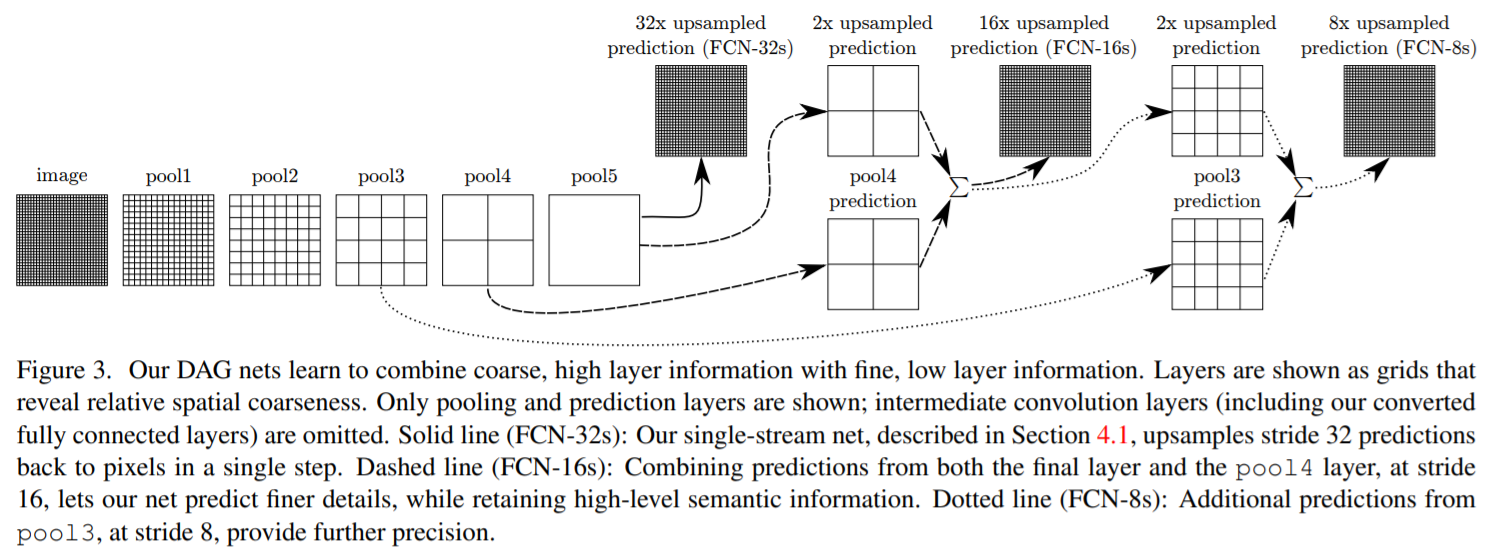 32x upsampled
prediction (FCN-32s)
2x upsampled
prediction
16x upsampled
prediction (FCN-16s)
2x upsampled
prediction
8x upsampled
prediction (FCN-8s)
image
pool1
pool2
pool3
pool4
pool5
pool4
prediction
∑
pool3
prediction
∑
Figure 3. Our DAG nets learn to combine coarse, high layer information with fine, low layer information. Layers are shown as grids that
reveal relative spatial coarseness. Only pooling and prediction layers are shown; intermediate convolution layers (including our converted
fully connected layers) are omitted. Solid line (FCN-32s): Our single-stream net, described in Section 4.1, upsamples stride 32 predictions
back to pixels in a single step. Dashed line (FCN-16s): Combining predictions from both the final layer and the pool4 layer, at stride
16, lets our net predict finer details, while retaining high-level semantic information. Dotted line (FCN-8s): Additional predictions from
pool3, at stride 8, provide further precision.